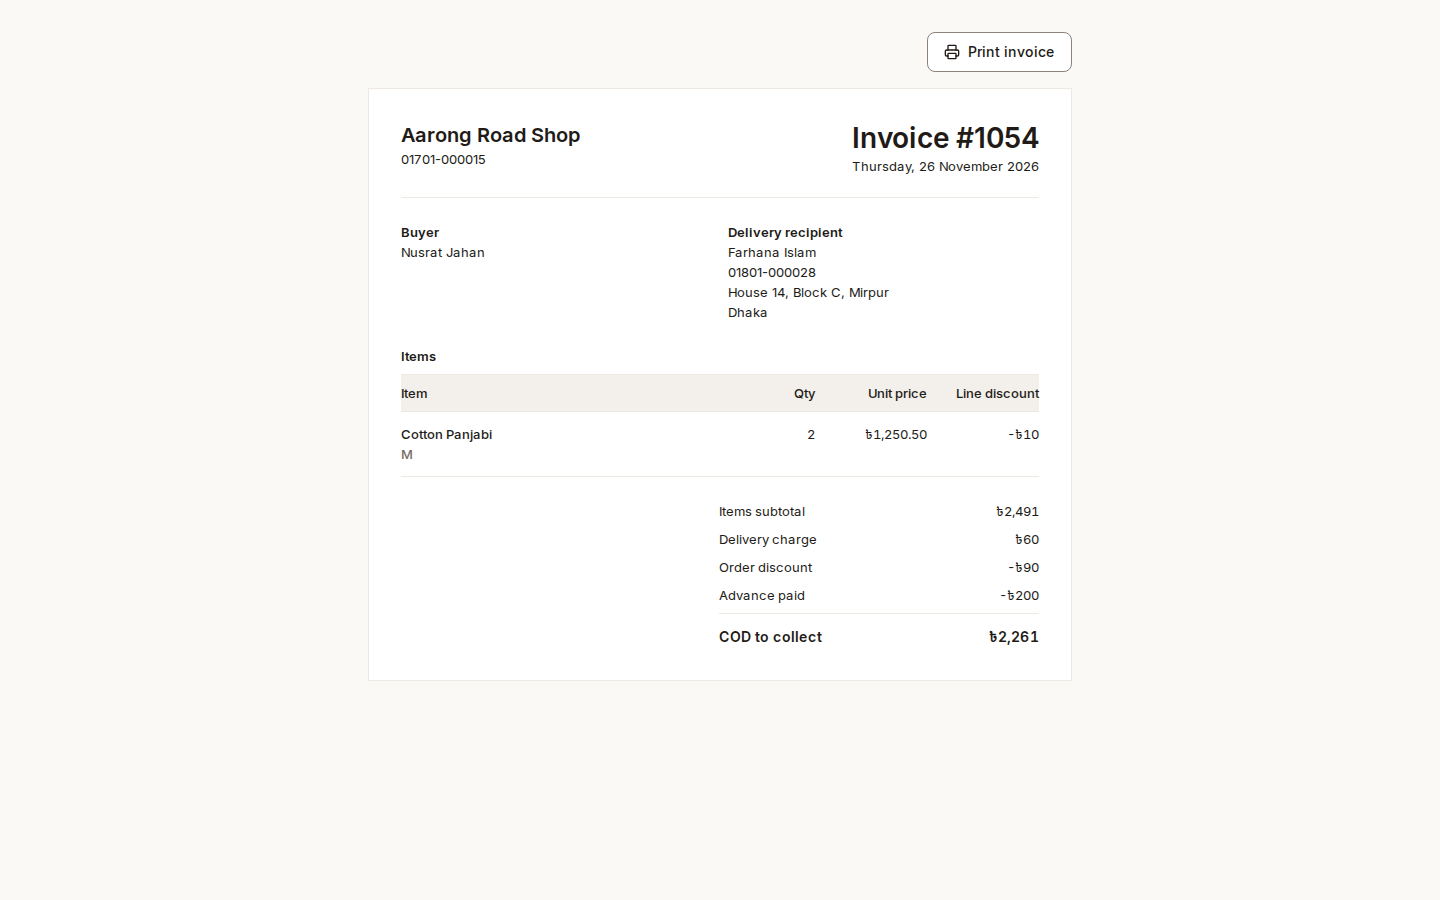 Print invoice
Aarong Road Shop
01701-000015
Invoice #1054
Thursday, 26 November 2026
Buyer
Nusrat Jahan
Delivery recipient
Farhana Islam
01801-000028
House 14, Block C, Mirpur
Dhaka
Items
Item Qty Unit price Line discount
Cotton Panjabi 2 ৳1,250.50 -৳10
M
Items subtotal ৳2,491
Delivery charge ৳60
Order discount -৳90
Advance paid -৳200
COD to collect ৳2,261